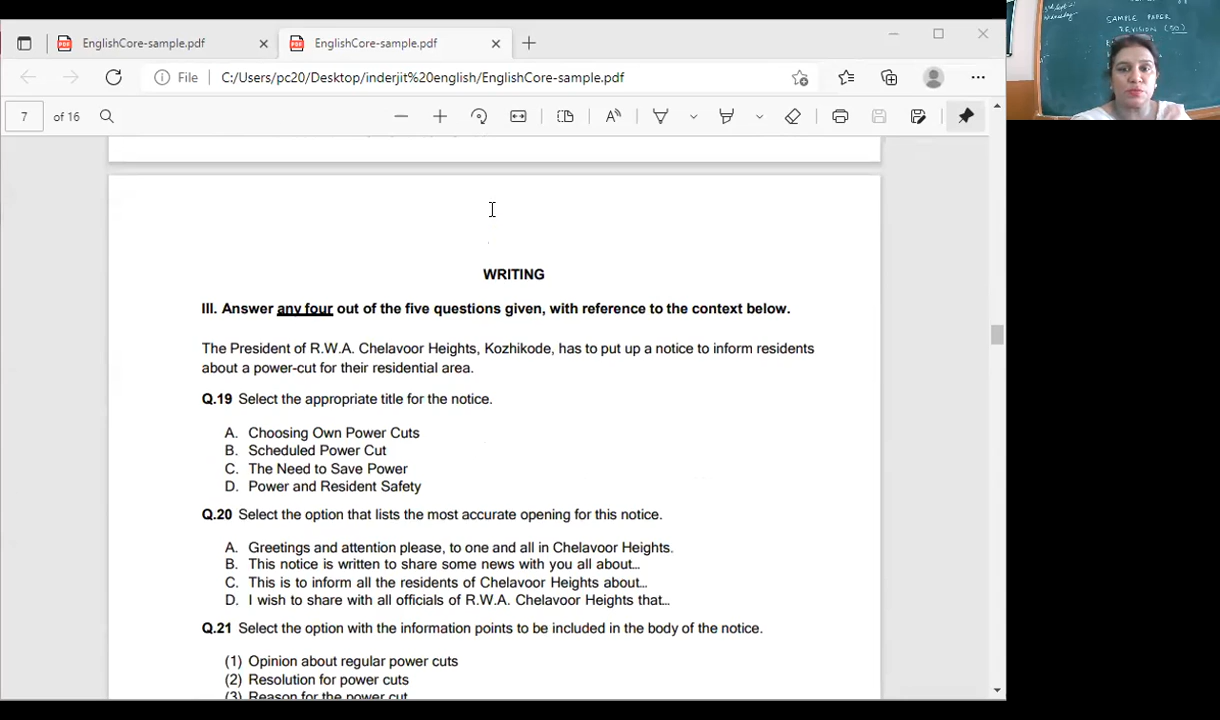 EnglishCore-sample.pdf
EnglishCore-sample.pdf
File C:/Users/pc20/Desktop/inderjit%20english/EnglishCore-sample.pdf
7 of 16
WRITING
III. Answer any four out of the five questions given, with reference to the context below.
The President of R.W.A. Chelavoor Heights, Kozhikode, has to put up a notice to inform residents
about a power-cut for their residential area.
Q.19 Select the appropriate title for the notice.
A. Choosing Own Power Cuts
B. Scheduled Power Cut
C. The Need to Save Power
D. Power and Resident Safety
Q.20 Select the option that lists the most accurate opening for this notice.
A. Greetings and attention please, to one and all in Chelavoor Heights.
B. This notice is written to share some news with you all about...
C. This is to inform all the residents of Chelavoor Heights about...
D. I wish to share with all officials of R.W.A. Chelavoor Heights that...
Q.21 Select the option with the information points to be included in the body of the notice.
(1) Opinion about regular power cuts
(2) Resolution for power cuts
(3) Reason for the power cut
Wednesday
SAMPLE PAPER
REVISION